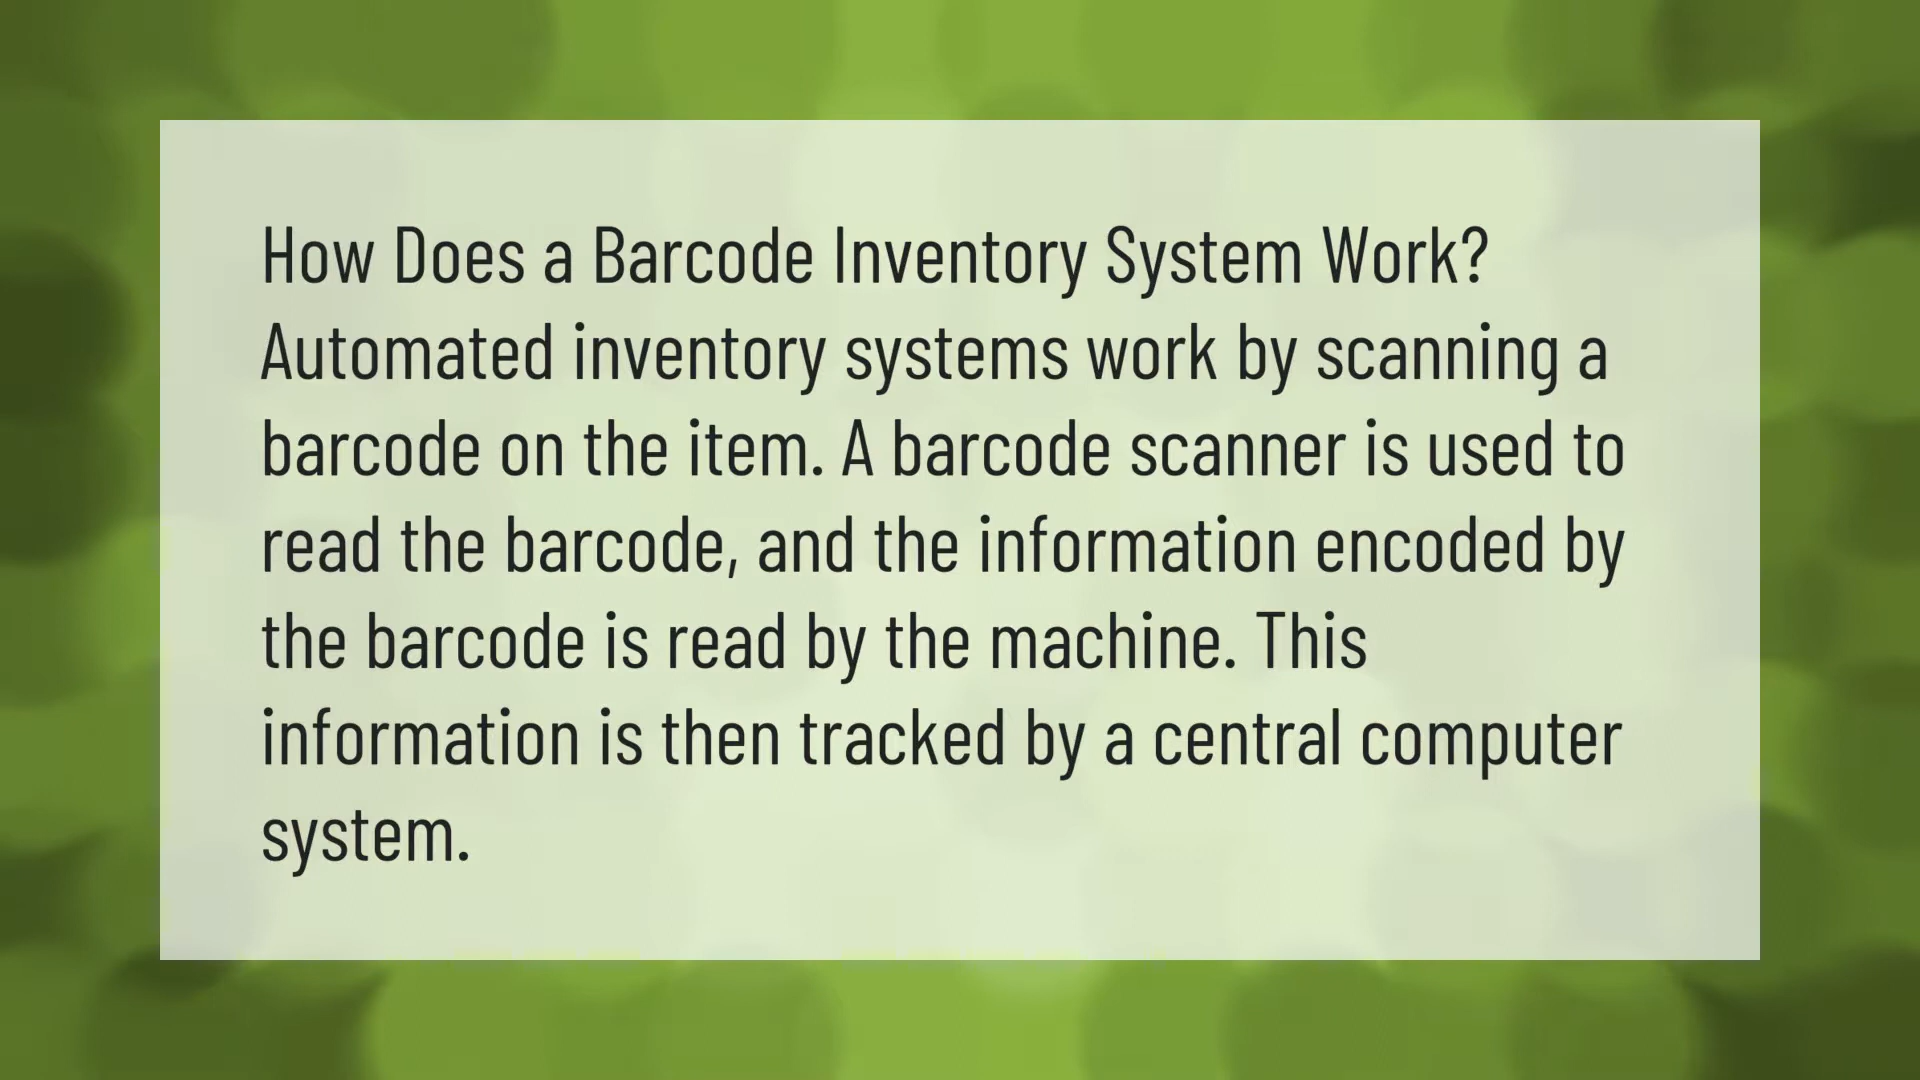 How Does a Barcode Inventory System Work?
Automated inventory systems work by scanning a
barcode on the item. A barcode scanner is used to
read the barcode, and the information encoded by
the barcode is read by the machine. This
information is then tracked by a central computer
system.